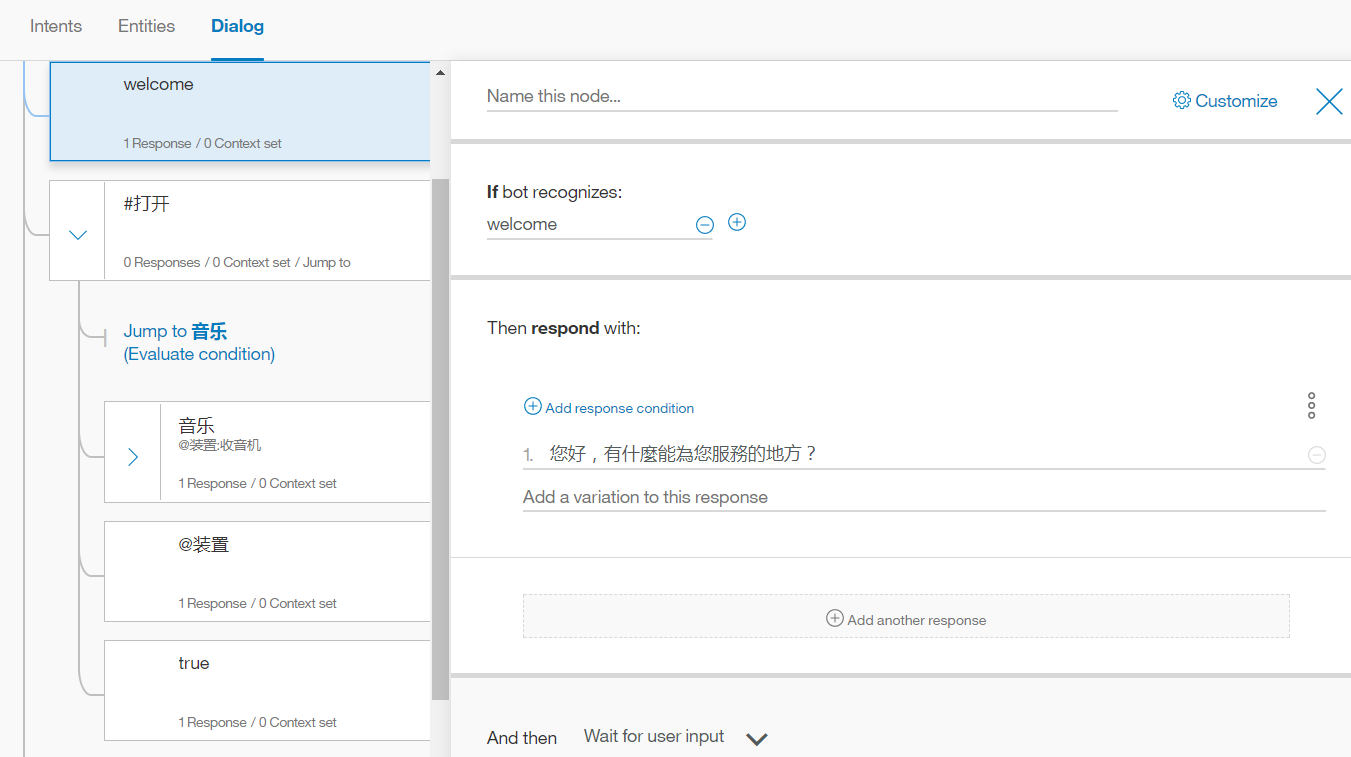 Intents Entities Dialog
welcome
1 Response / 0 Context set
#打开
0 Responses / 0 Context set / Jump to
Jump to 音乐
(Evaluate condition)
音乐
@装置:收音机
1 Response / 0 Context set
@装置
1 Response / 0 Context set
true
1 Response / 0 Context set
Name this node...
Customize
If bot recognizes:
welcome
Then respond with:
Add response condition
1. 您好，有什麼能為您服務的地方？
Add a variation to this response
Add another response
And then Wait for user input